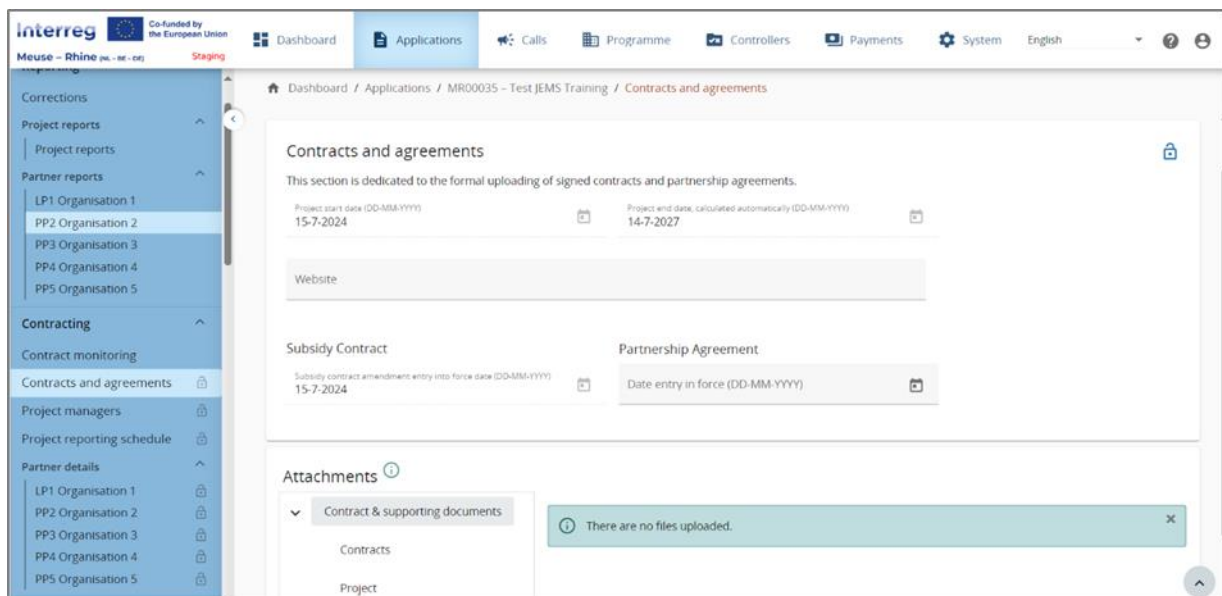 Interreg
Co-funded by
the European Union
Meuse – Rhine (NL - BE - DE)
Staging
Dashboard
Applications
Calls
Programme
Controllers
Payments
System
English
Reporting
Corrections
Project reports
Project reports
Partner reports
LP1 Organisation 1
PP2 Organisation 2
PP3 Organisation 3
PP4 Organisation 4
PP5 Organisation 5
Contracting
Contract monitoring
Contracts and agreements
Project managers
Project reporting schedule
Partner details
LP1 Organisation 1
PP2 Organisation 2
PP3 Organisation 3
PP4 Organisation 4
PP5 Organisation 5
Dashboard / Applications / MR00035 – Test JEMS Training / Contracts and agreements
Contracts and agreements
This section is dedicated to the formal uploading of signed contracts and partnership agreements.
Project start date (DD-MM-YYYY)
15-7-2024
Project end date, calculated automatically (DD-MM-YYYY)
14-7-2027
Website
Subsidy Contract
Partnership Agreement
Subsidy contract amendment entry into force date (DD-MM-YYYY)
15-7-2024
Date entry in force (DD-MM-YYYY)
Attachments
Contract & supporting documents
Contracts
Project
There are no files uploaded.